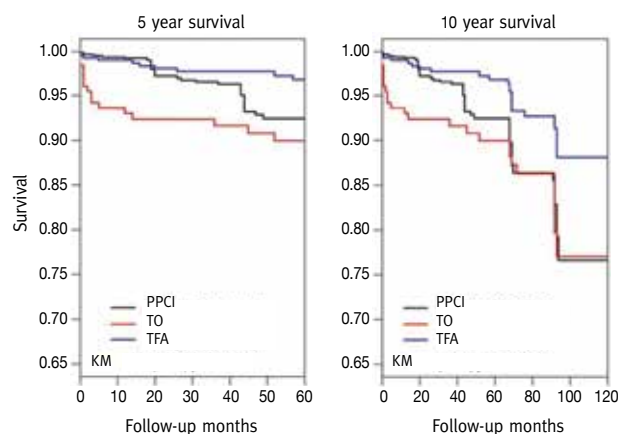 5 year survival
1.00
0.95
0.90
0.85
0.80
0.75
0.70
0.65
Survival
PPCI
TO
TFA
KM
0 10 20 30 40 50 60
Follow-up months
10 year survival
1.00
0.95
0.90
0.85
0.80
0.75
0.70
0.65
PPCI
TO
TFA
KM
0 20 40 60 80 100 120
Follow-up months